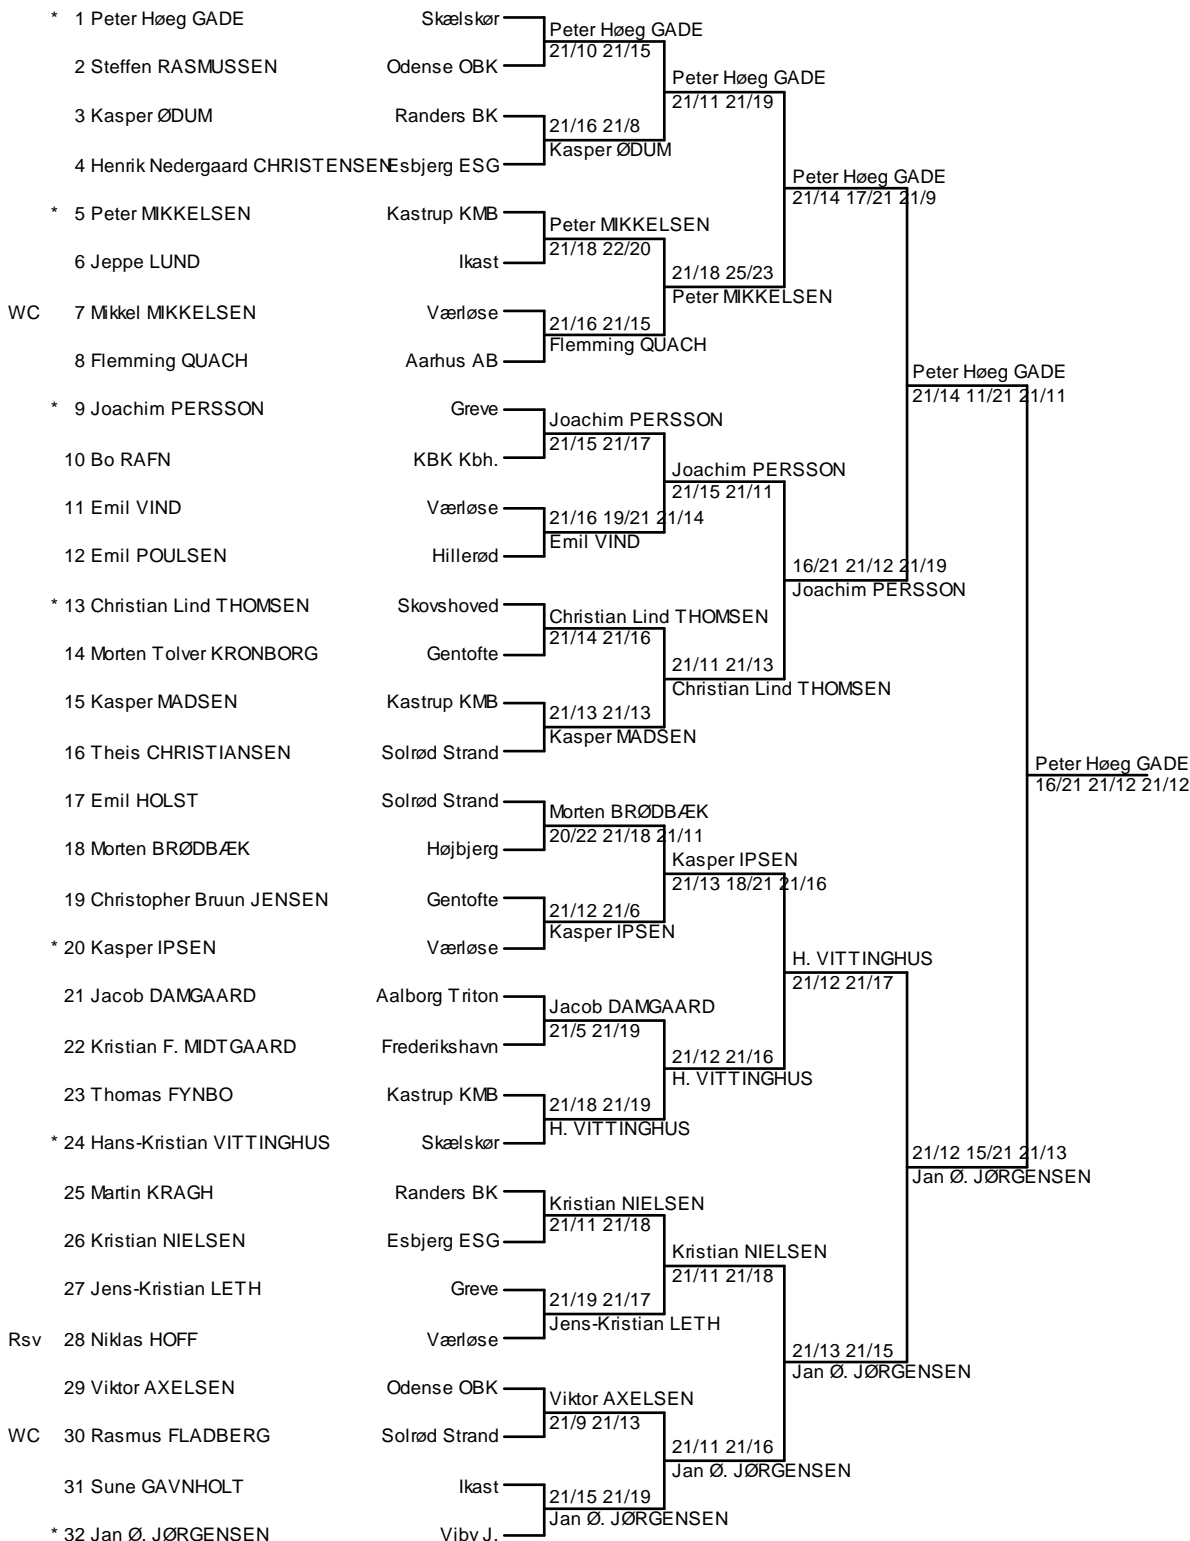 * 1 Peter Høeg GADE Skælskør
Peter Høeg GADE
21/10 21/15
2 Steffen RASMUSSEN Odense OBK
Peter Høeg GADE
21/11 21/19
3 Kasper ØDUM Randers BK
21/16 21/8
Kasper ØDUM
4 Henrik Nedergaard CHRISTENSEN Esbjerg ESG
Peter Høeg GADE
21/14 17/21 21/9
* 5 Peter MIKKELSEN Kastrup KMB
Peter MIKKELSEN
21/18 22/20
6 Jeppe LUND Ikast
21/18 25/23
Peter MIKKELSEN
WC 7 Mikkel MIKKELSEN Værløse
21/16 21/15
Flemming QUACH
8 Flemming QUACH Aarhus AB
Peter Høeg GADE
21/14 11/21 21/11
* 9 Joachim PERSSON Greve
Joachim PERSSON
21/15 21/17
10 Bo RAFN KBK Kbh.
Joachim PERSSON
21/15 21/11
11 Emil VIND Værløse
21/16 19/21 21/14
Emil VIND
12 Emil POULSEN Hillerød
16/21 21/12 21/19
Joachim PERSSON
* 13 Christian Lind THOMSEN Skovshoved
Christian Lind THOMSEN
21/14 21/16
14 Morten Tolver KRONBORG Gentofte
21/11 21/13
Christian Lind THOMSEN
15 Kasper MADSEN Kastrup KMB
21/13 21/13
Kasper MADSEN
16 Theis CHRISTIANSEN Solrød Strand
Peter Høeg GADE
16/21 21/12 21/12
17 Emil HOLST Solrød Strand
Morten BRØDBÆK
20/22 21/18 21/11
18 Morten BRØDBÆK Højbjerg
Kasper IPSEN
21/13 18/21 21/16
19 Christopher Bruun JENSEN Gentofte
21/12 21/6
Kasper IPSEN
* 20 Kasper IPSEN Værløse
H. VITTINGHUS
21/12 21/17
21 Jacob DAMGAARD Aalborg Triton
Jacob DAMGAARD
21/5 21/19
22 Kristian F. MIDTGAARD Frederikshavn
21/12 21/16
H. VITTINGHUS
23 Thomas FYNBO Kastrup KMB
21/18 21/19
H. VITTINGHUS
* 24 Hans-Kristian VITTINGHUS Skælskør
21/12 15/21 21/13
Jan Ø. JØRGENSEN
25 Martin KRAGH Randers BK
Kristian NIELSEN
21/11 21/18
26 Kristian NIELSEN Esbjerg ESG
Kristian NIELSEN
21/11 21/18
27 Jens-Kristian LETH Greve
21/19 21/17
Jens-Kristian LETH
Rsv 28 Niklas HOFF Værløse
21/13 21/15
Jan Ø. JØRGENSEN
29 Viktor AXELSEN Odense OBK
Viktor AXELSEN
21/9 21/13
WC 30 Rasmus FLADBERG Solrød Strand
21/11 21/16
Jan Ø. JØRGENSEN
31 Sune GAVNHOLT Ikast
21/15 21/19
Jan Ø. JØRGENSEN
* 32 Jan Ø. JØRGENSEN Viby J.